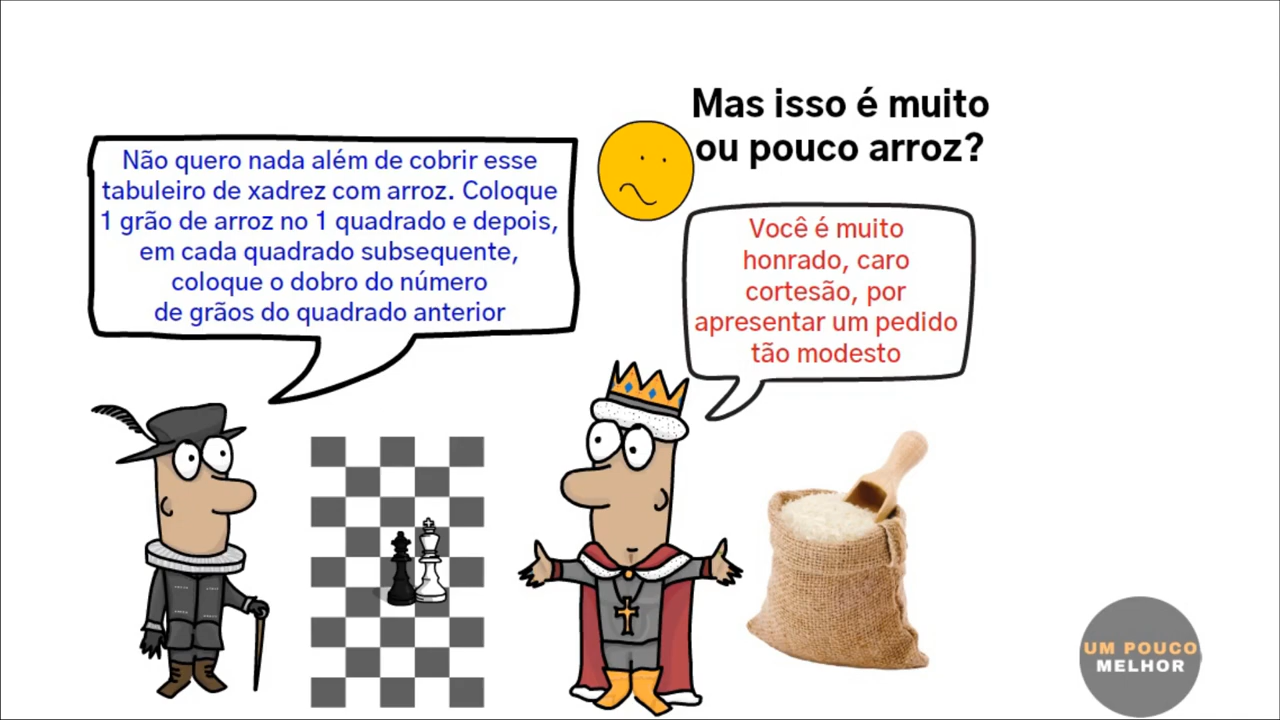 Mas isso é muito
ou pouco arroz?
Não quero nada além de cobrir esse
tabuleiro de xadrez com arroz. Coloque
1 grão de arroz no 1 quadrado e depois,
em cada quadrado subsequente,
coloque o dobro do número
de grãos do quadrado anterior
Você é muito
honrado, caro
cortesão, por
apresentar um pedido
tão modesto
UM POUCO
MELHOR